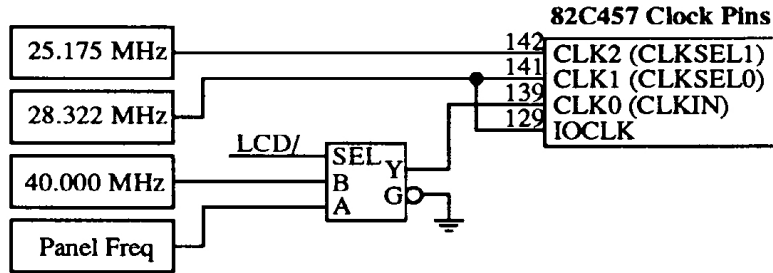 82C457 Clock Pins
25.175 MHz
142 CLK2 (CLKSEL1)
28.322 MHz
141 CLK1 (CLKSEL0)
139 CLK0 (CLKIN)
129 IOCLK
LCD/
SEL
Y
40.000 MHz
B
G
A
Panel Freq